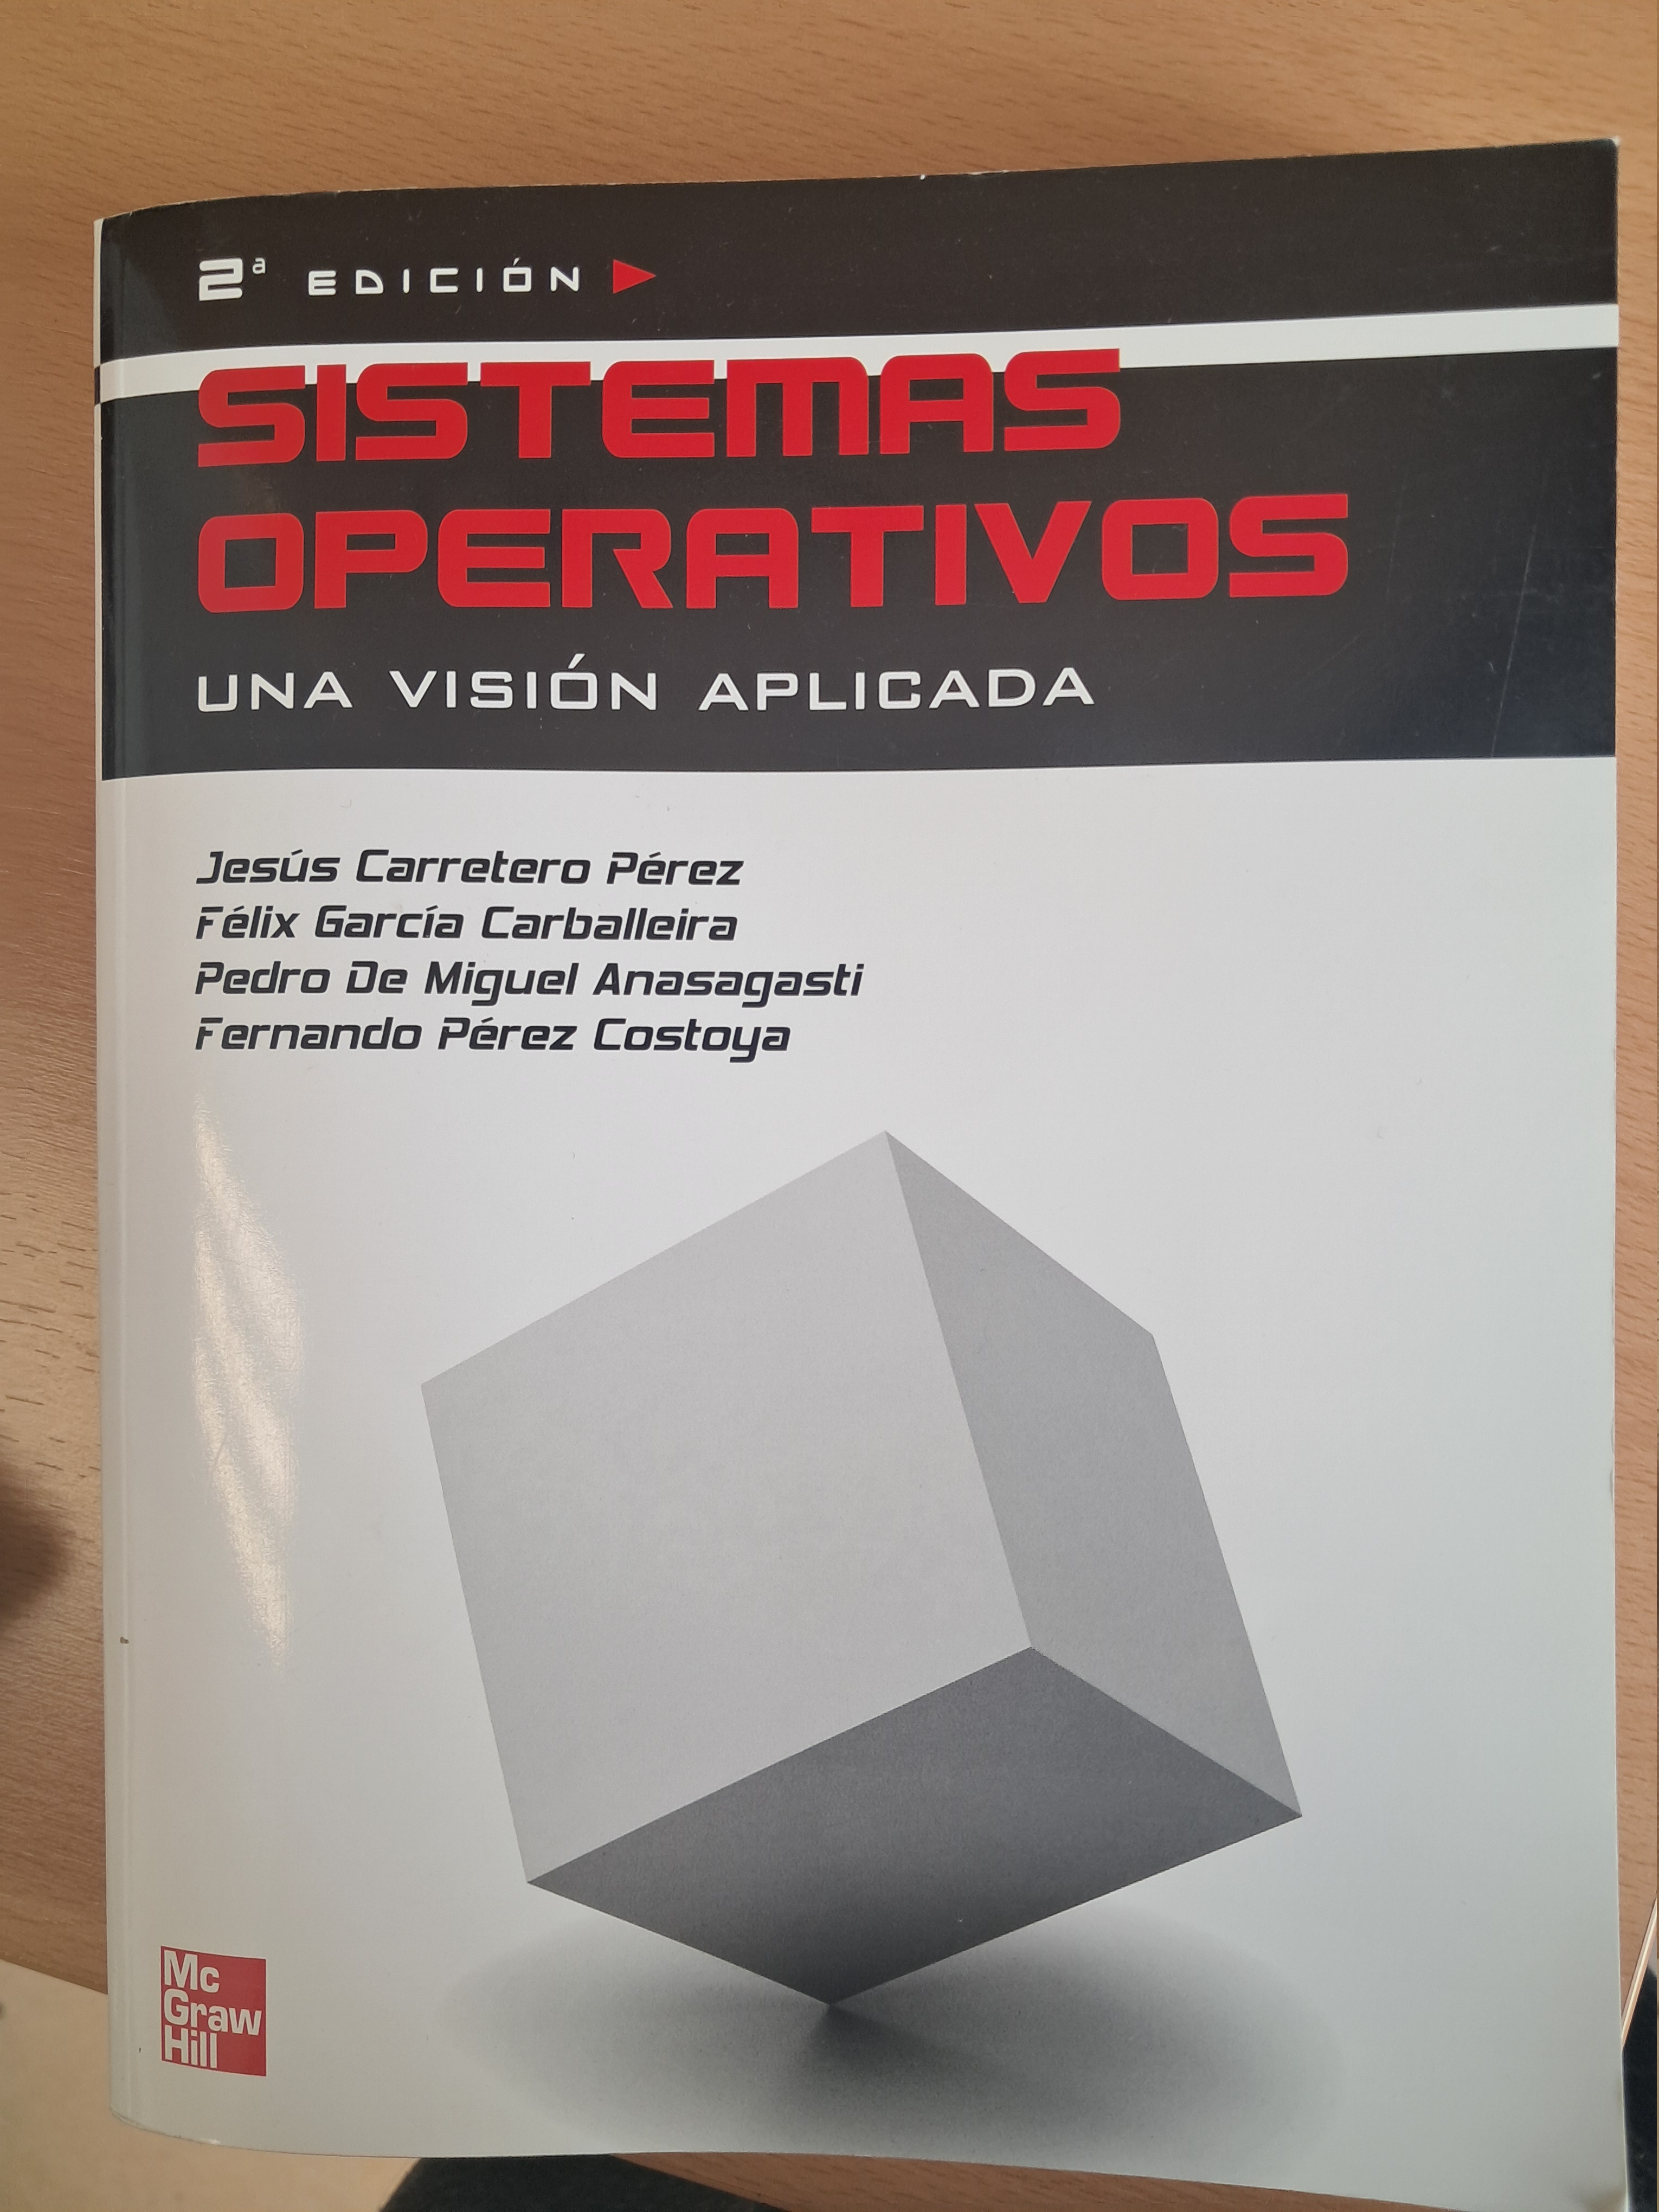 2ª EDICIÓN
SISTEMAS
OPERATIVOS
UNA VISIÓN APLICADA
Jesús Carretero Pérez
Félix García Carballeira
Pedro De Miguel Anasagasti
Fernando Pérez Costoya
Mc
Graw
Hill